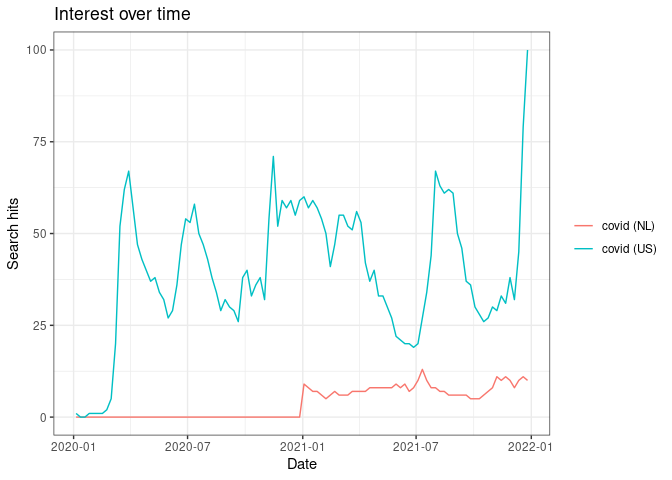 Interest over time
100
75
50
25
0
Search hits
2020-01
2020-07
2021-01
2021-07
2022-01
Date
covid (NL)
covid (US)